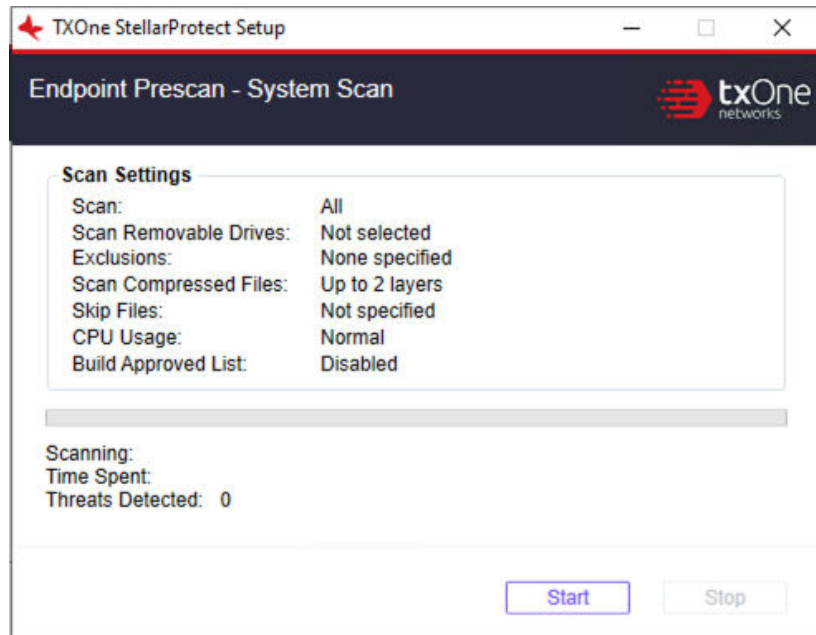 TXOne StellarProtect Setup
Endpoint Prescan - System Scan
txOne
networks
Scan Settings
Scan: All
Scan Removable Drives: Not selected
Exclusions: None specified
Scan Compressed Files: Up to 2 layers
Skip Files: Not specified
CPU Usage: Normal
Build Approved List: Disabled
Scanning:
Time Spent:
Threats Detected: 0
Start Stop